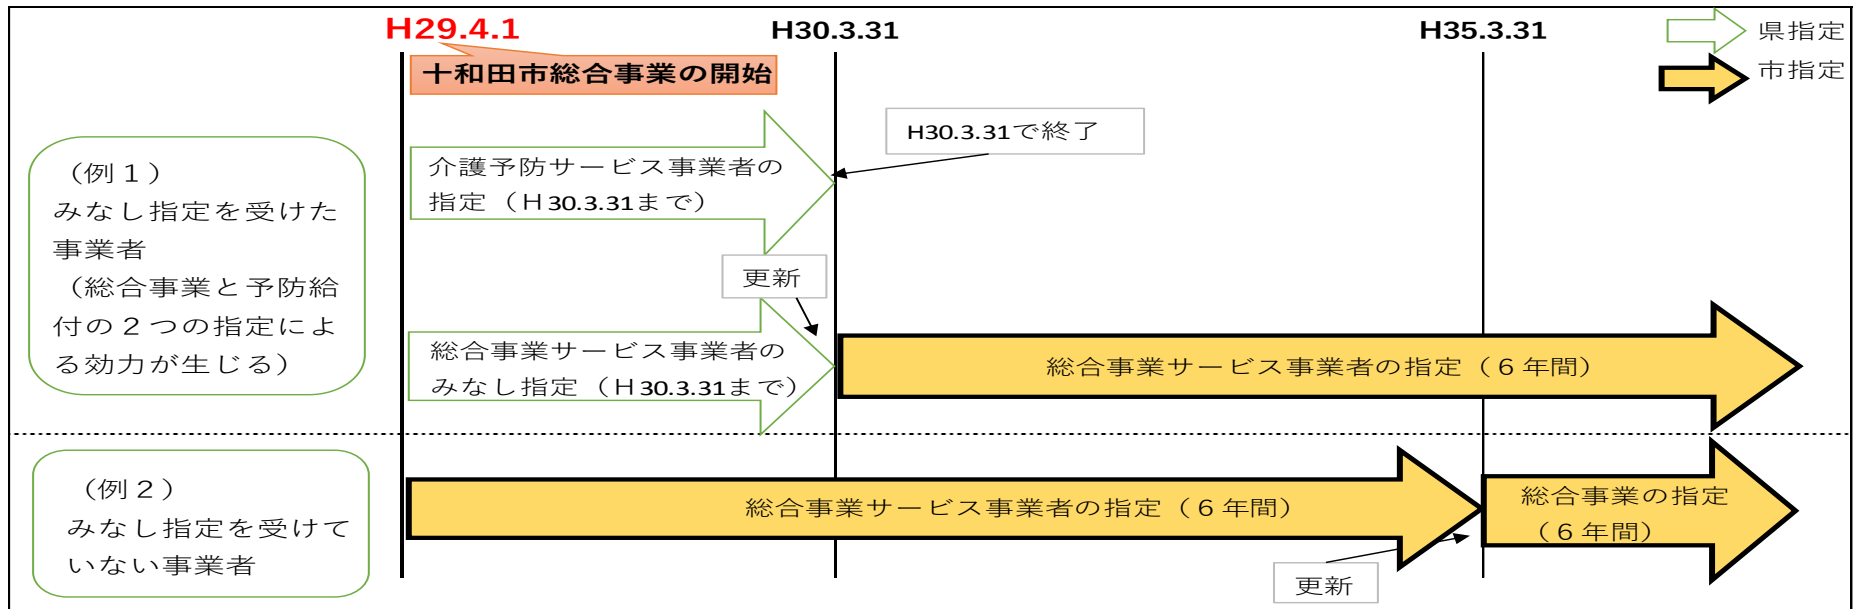 H29.4.1
H30.3.31
H35.3.31
県指定
市指定
十和田市総合事業の開始
H30.3.31で終了
（例１）
みなし指定を受けた
事業者
（総合事業と予防給
付の２つの指定によ
る効力が生じる）
介護予防サービス事業者の
指定（Ｈ30.3.31まで）
更新
総合事業サービス事業者の
みなし指定（Ｈ30.3.31まで）
総合事業サービス事業者の指定（６年間）
（例２）
みなし指定を受けて
いない事業者
総合事業サービス事業者の指定（６年間）
総合事業の指定
（６年間）
更新